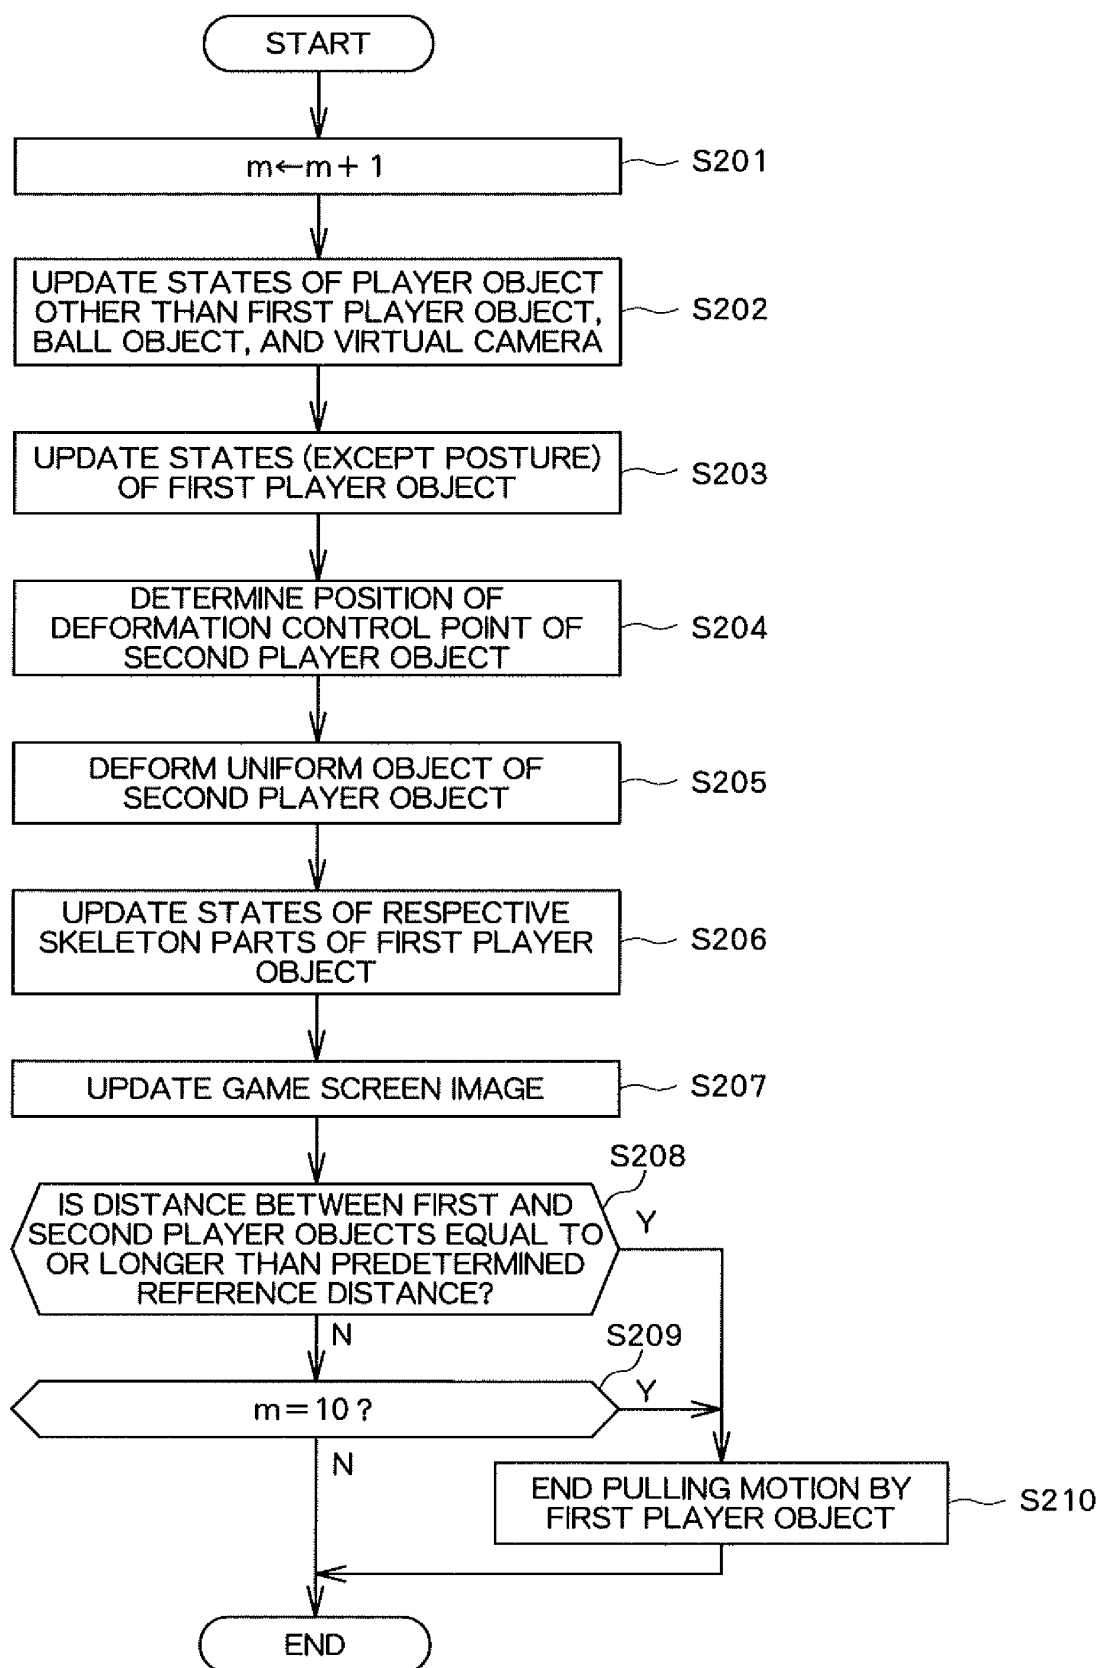 START
m←m+1
S201
UPDATE STATES OF PLAYER OBJECT
OTHER THAN FIRST PLAYER OBJECT,
BALL OBJECT, AND VIRTUAL CAMERA
S202
UPDATE STATES (EXCEPT POSTURE)
OF FIRST PLAYER OBJECT
S203
DETERMINE POSITION OF
DEFORMATION CONTROL POINT OF
SECOND PLAYER OBJECT
S204
DEFORM UNIFORM OBJECT OF
SECOND PLAYER OBJECT
S205
UPDATE STATES OF RESPECTIVE
SKELETON PARTS OF FIRST PLAYER
OBJECT
S206
UPDATE GAME SCREEN IMAGE
S207
S208
IS DISTANCE BETWEEN FIRST AND
SECOND PLAYER OBJECTS EQUAL TO
OR LONGER THAN PREDETERMINED
REFERENCE DISTANCE?
Y
N
S209
m=10?
Y
N
END PULLING MOTION BY
FIRST PLAYER OBJECT
S210
END